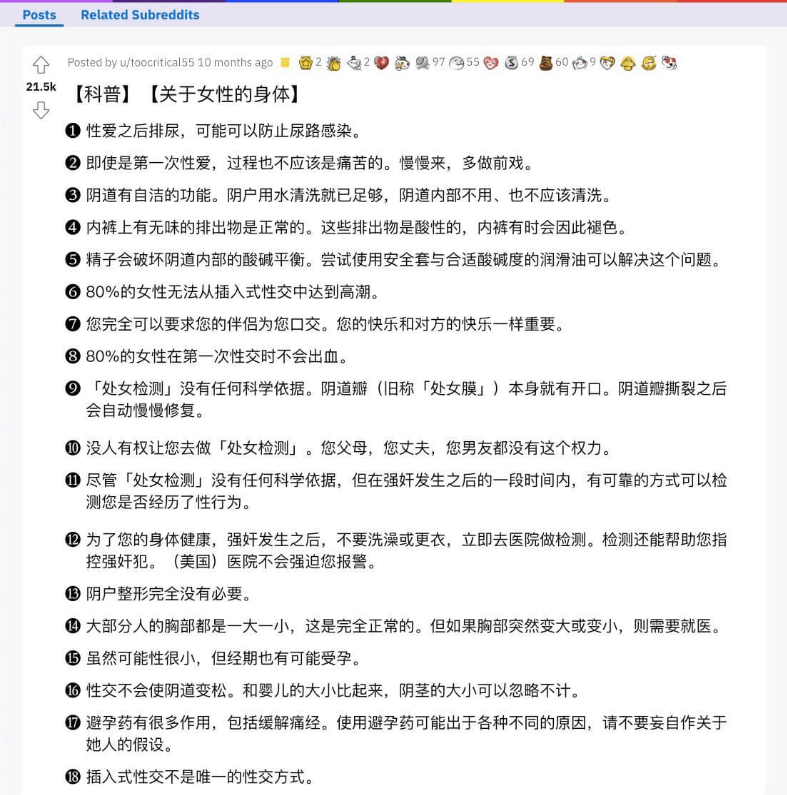 Posts Related Subreddits
Posted by u/toocritical55 10 months ago 2 2 97 55 69 60 9
21.5k
【科普】【关于女性的身体】
❶ 性爱之后排尿，可能可以防止尿路感染。
❷ 即使是第一次性爱，过程也不应该是痛苦的。慢慢来，多做前戏。
❸ 阴道有自洁的功能。阴户用水清洗就已足够，阴道内部不用、也不应该清洗。
❹ 内裤上有无味的排出物是正常的。这些排出物是酸性的，内裤有时会因此褪色。
❺ 精子会破坏阴道内部的酸碱平衡。尝试使用安全套与合适酸碱度的润滑油可以解决这个问题。
❻ 80%的女性无法从插入式性交中达到高潮。
❼ 您完全可以要求您的伴侣为您口交。您的快乐和对方的快乐一样重要。
❽ 80%的女性在第一次性交时不会出血。
❾ 「处女检测」没有任何科学依据。阴道瓣（旧称「处女膜」）本身就有开口。阴道瓣撕裂之后
会自动慢慢修复。
❿ 没人有权让您去做「处女检测」。您父母，您丈夫，您男友都没有这个权力。
⓫ 尽管「处女检测」没有任何科学依据，但在强奸发生之后的一段时间内，有可靠的方式可以检
测您是否经历了性行为。
⓬ 为了您的身体健康，强奸发生之后，不要洗澡或更衣，立即去医院做检测。检测还能帮助您指
控强奸犯。（美国）医院不会强迫您报警。
⓭ 阴户整形完全没有必要。
⓮ 大部分人的胸部都是一大一小，这是完全正常的。但如果胸部突然变大或变小，则需要就医。
⓯ 虽然可能性很小，但经期也有可能受孕。
⓰ 性交不会使阴道变松。和婴儿的大小比起来，阴茎的大小可以忽略不计。
⓱ 避孕药有很多作用，包括缓解痛经。使用避孕药可能出于各种不同的原因，请不要妄自作关于
她人的假设。
⓲ 插入式性交不是唯一的性交方式。